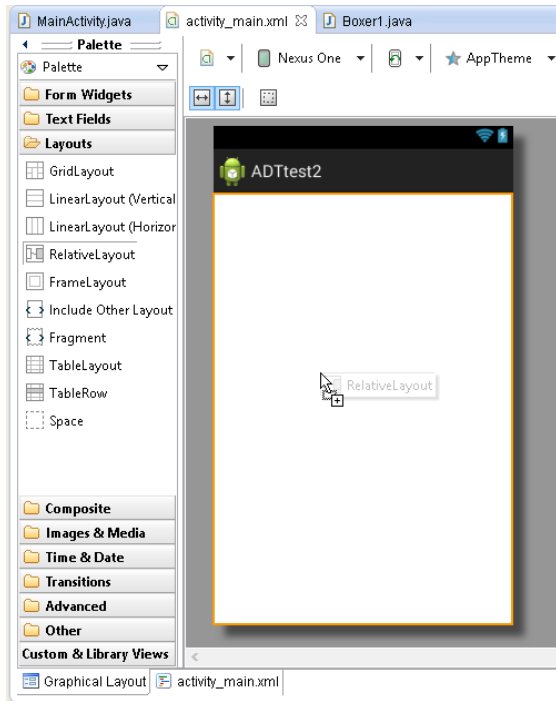 MainActivity.java
activity_main.xml
Boxer1.java
Palette
Palette
Nexus One
AppTheme
Form Widgets
Text Fields
Layouts
GridLayout
LinearLayout (Vertical
LinearLayout (Horizor
RelativeLayout
FrameLayout
Include Other Layout
Fragment
TableLayout
TableRow
Space
Composite
Images & Media
Time & Date
Transitions
Advanced
Other
Custom & Library Views
ADTtest2
RelativeLayout
Graphical Layout
activity_main.xml